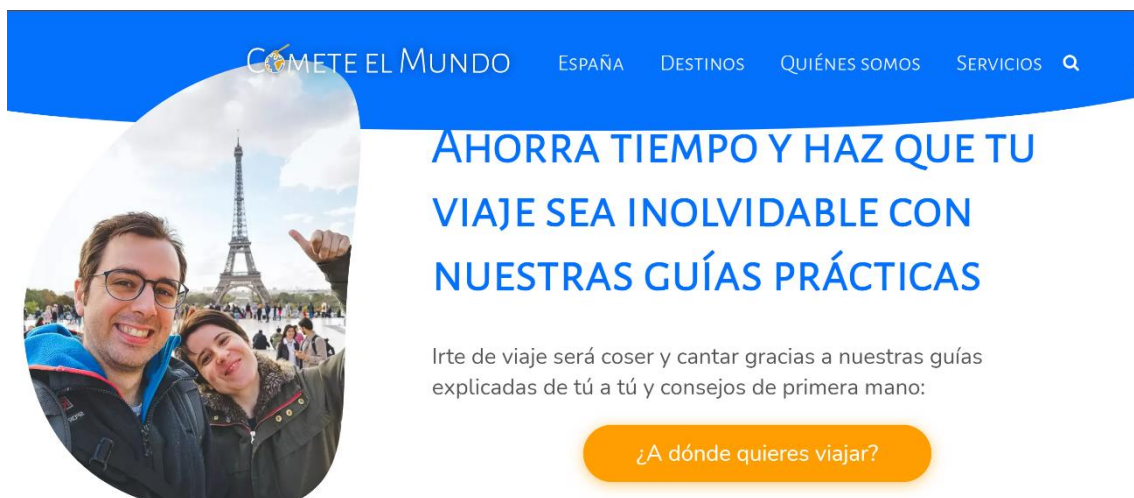 Cómete el Mundo
España
Destinos
Quiénes somos
Servicios
Ahorra tiempo y haz que tu
viaje sea inolvidable con
nuestras guías prácticas
Irte de viaje será coser y cantar gracias a nuestras guías
explicadas de tú a tú y consejos de primera mano:
¿A dónde quieres viajar?